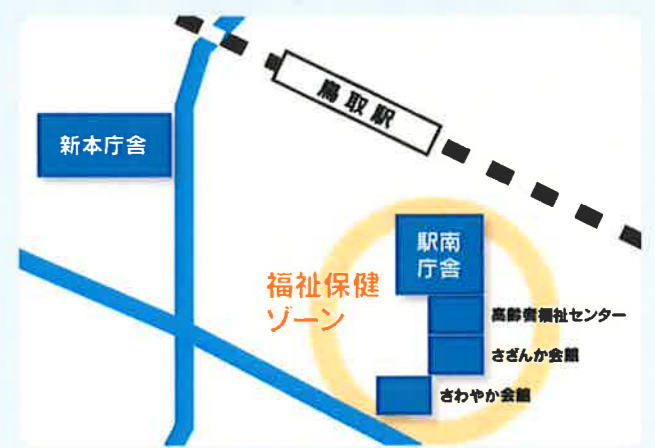 鳥取駅
新本庁舎
駅南
庁舎
福祉保健
ゾーン
高齢者福祉センター
さざんか会館
さわやか会館